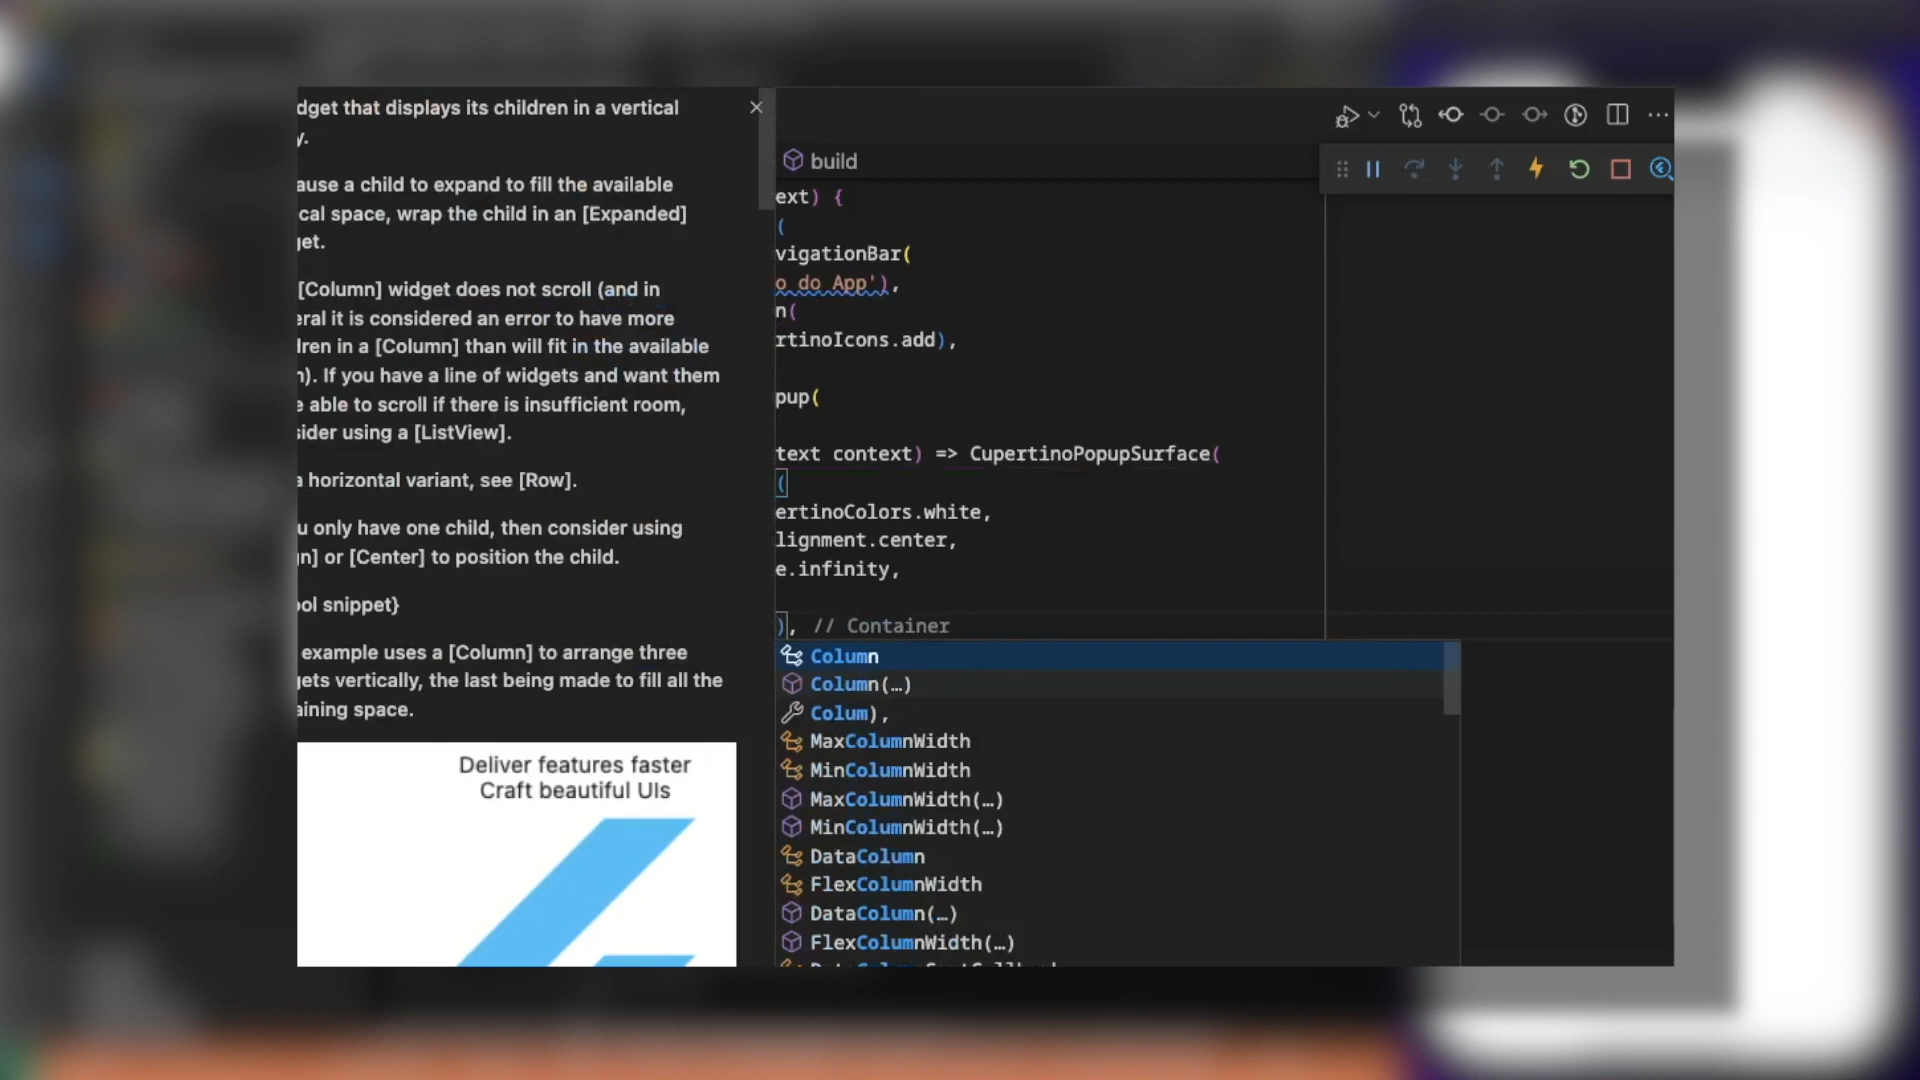 dget that displays its children in a vertical
y.
ause a child to expand to fill the available
cal space, wrap the child in an [Expanded]
get.
[Column] widget does not scroll (and in
eral it is considered an error to have more
dren in a [Column] than will fit in the available
n). If you have a line of widgets and want them
e able to scroll if there is insufficient room,
sider using a [ListView].
a horizontal variant, see [Row].
u only have one child, then consider using
gn] or [Center] to position the child.
ool snippet}
example uses a [Column] to arrange three
gets vertically, the last being made to fill all the
aining space.
Deliver features faster
Craft beautiful UIs
build
ext) {
(
vigationBar(
o do App'),
n(
rtinoIcons.add),
pup(
text context) => CupertinoPopupSurface(
(
ertinoColors.white,
lignment.center,
e.infinity,
), // Container
Column
Column(…)
Colum),
MaxColumnWidth
MinColumnWidth
MaxColumnWidth(…)
MinColumnWidth(…)
DataColumn
FlexColumnWidth
DataColumn(…)
FlexColumnWidth(…)